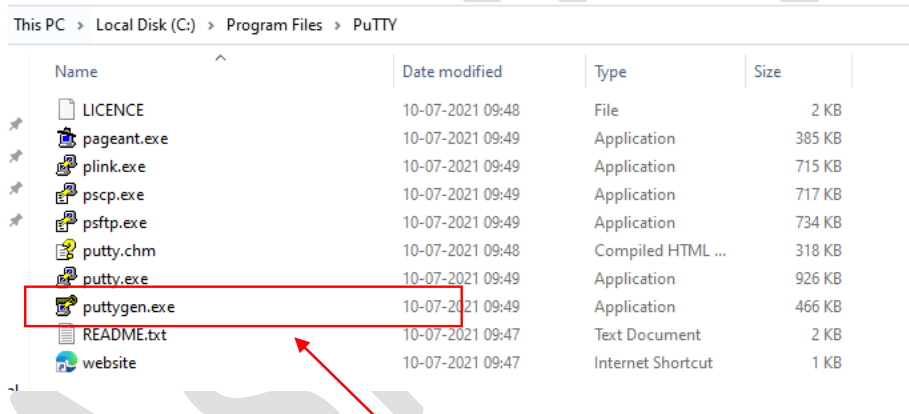 This PC > Local Disk (C:) > Program Files > PuTTY
Name Date modified Type Size
LICENCE 10-07-2021 09:48 File 2 KB
pageant.exe 10-07-2021 09:49 Application 385 KB
plink.exe 10-07-2021 09:49 Application 715 KB
pscp.exe 10-07-2021 09:49 Application 717 KB
psftp.exe 10-07-2021 09:49 Application 734 KB
putty.chm 10-07-2021 09:48 Compiled HTML ... 318 KB
putty.exe 10-07-2021 09:49 Application 926 KB
puttygen.exe 10-07-2021 09:49 Application 466 KB
README.txt 10-07-2021 09:47 Text Document 2 KB
website 10-07-2021 09:47 Internet Shortcut 1 KB